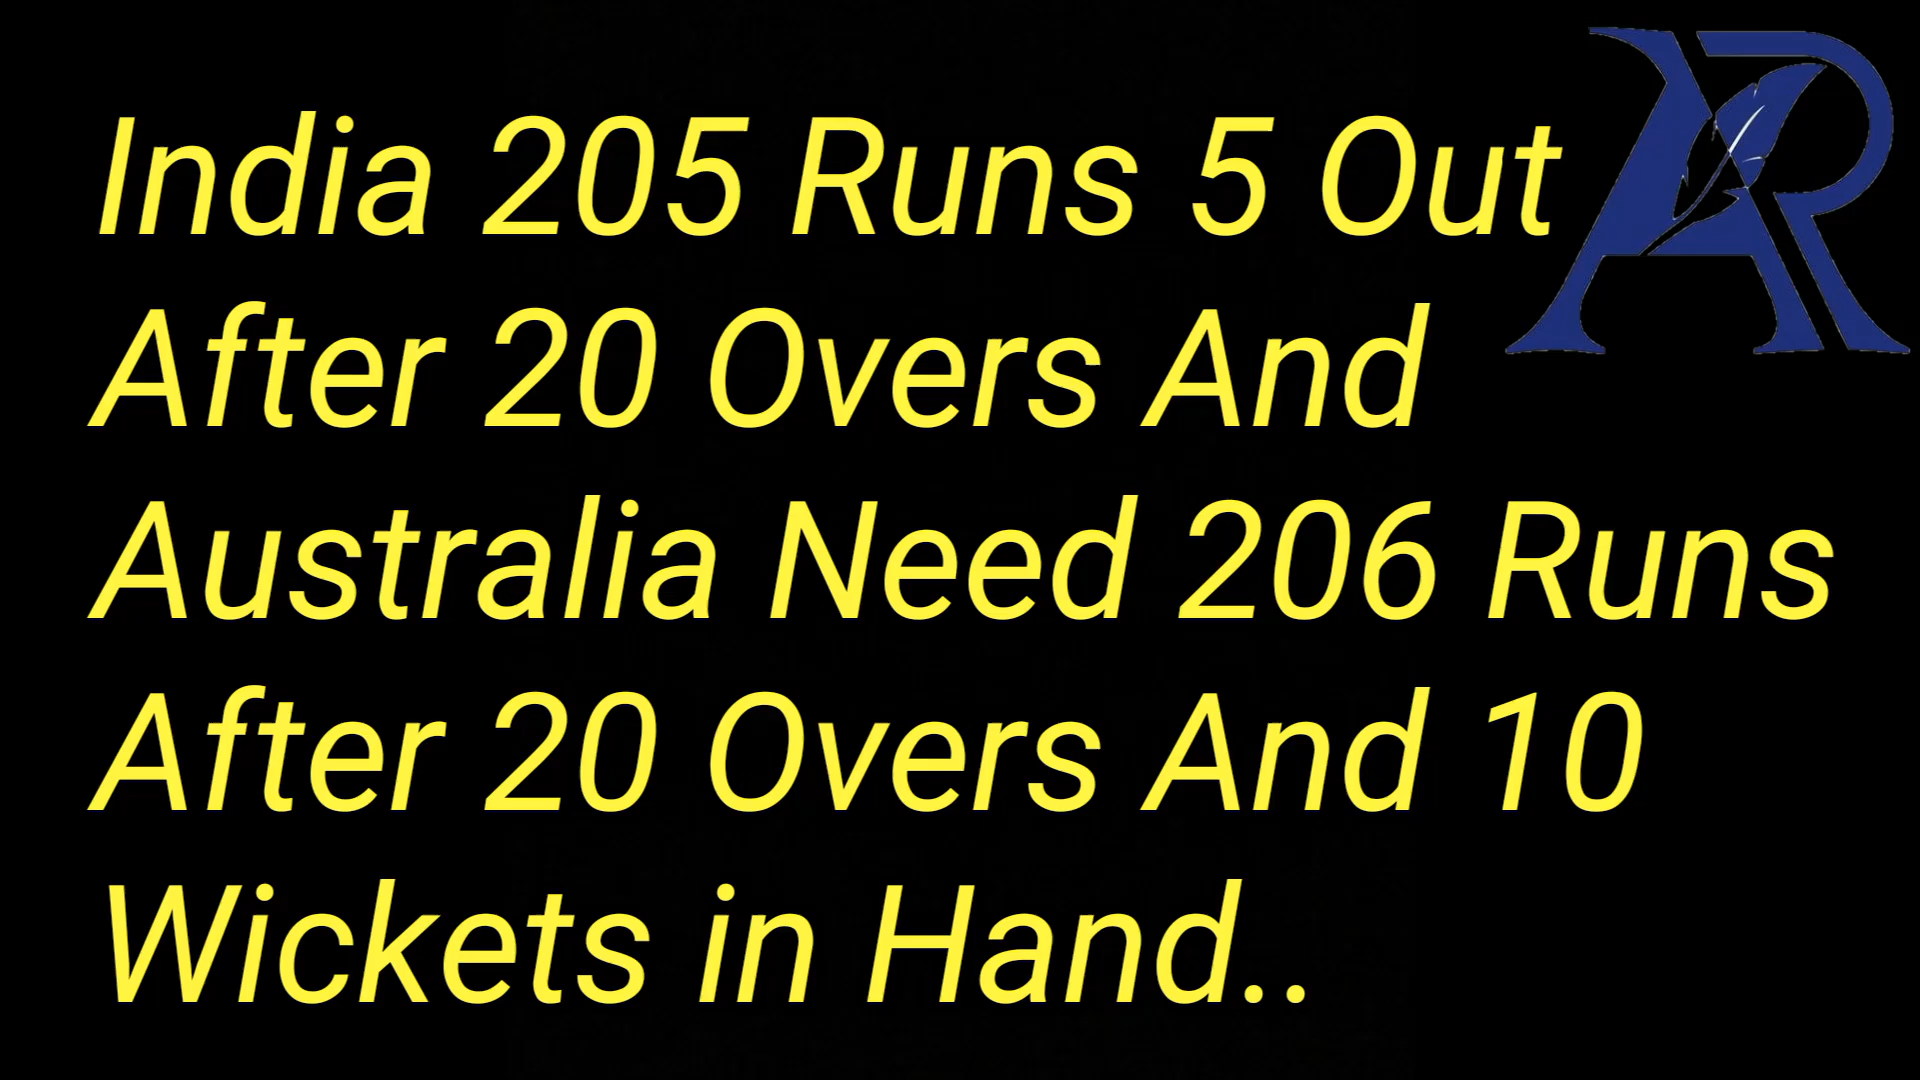 India 205 Runs 5 Out
After 20 Overs And
Australia Need 206 Runs
After 20 Overs And 10
Wickets in Hand..
AR